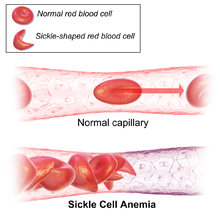 Normal red blood cell
Sickle-shaped red blood cell
Normal capillary
Sickle Cell Anemia